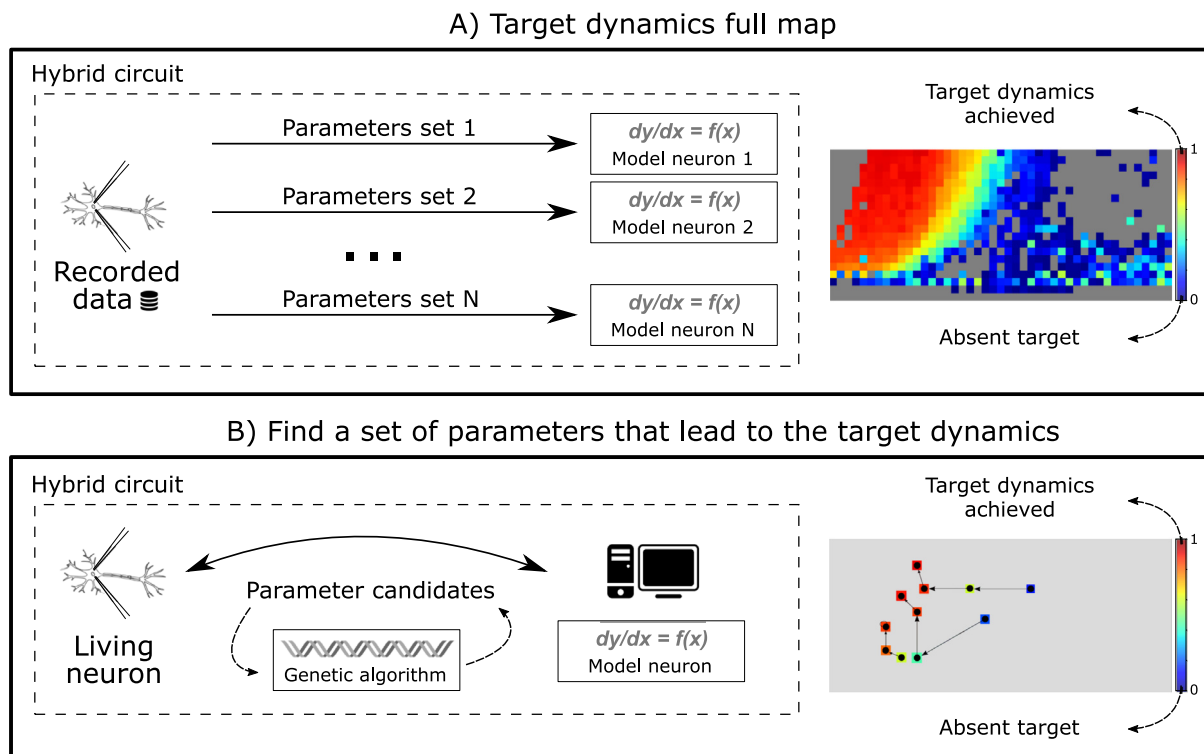 A) Target dynamics full map
Hybrid circuit
Recorded
data
Parameters set 1
dy/dx = f(x)
Model neuron 1
Parameters set 2
dy/dx = f(x)
Model neuron 2
...
Parameters set N
dy/dx = f(x)
Model neuron N
Target dynamics
achieved
1
0
Absent target
B) Find a set of parameters that lead to the target dynamics
Hybrid circuit
Living
neuron
Parameter candidates
Genetic algorithm
dy/dx = f(x)
Model neuron
Target dynamics
achieved
1
0
Absent target